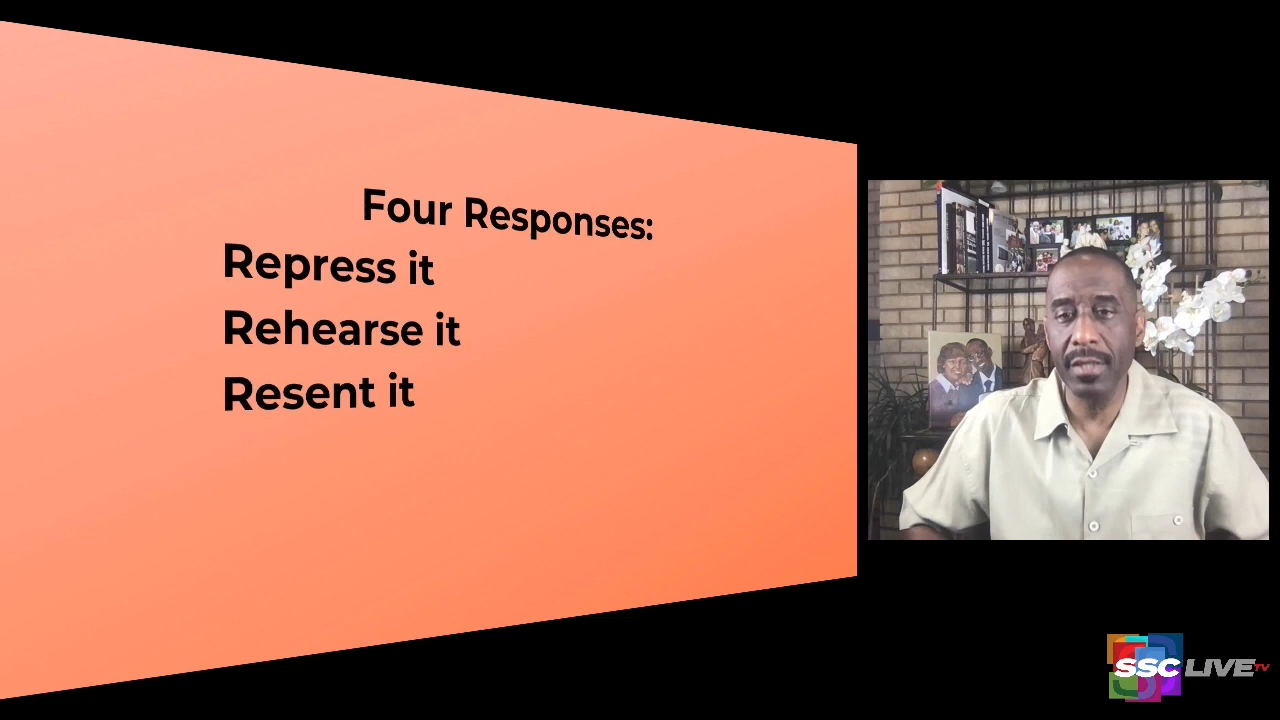 Four Responses:
Repress it
Rehearse it
Resent it
SSC LIVE TV